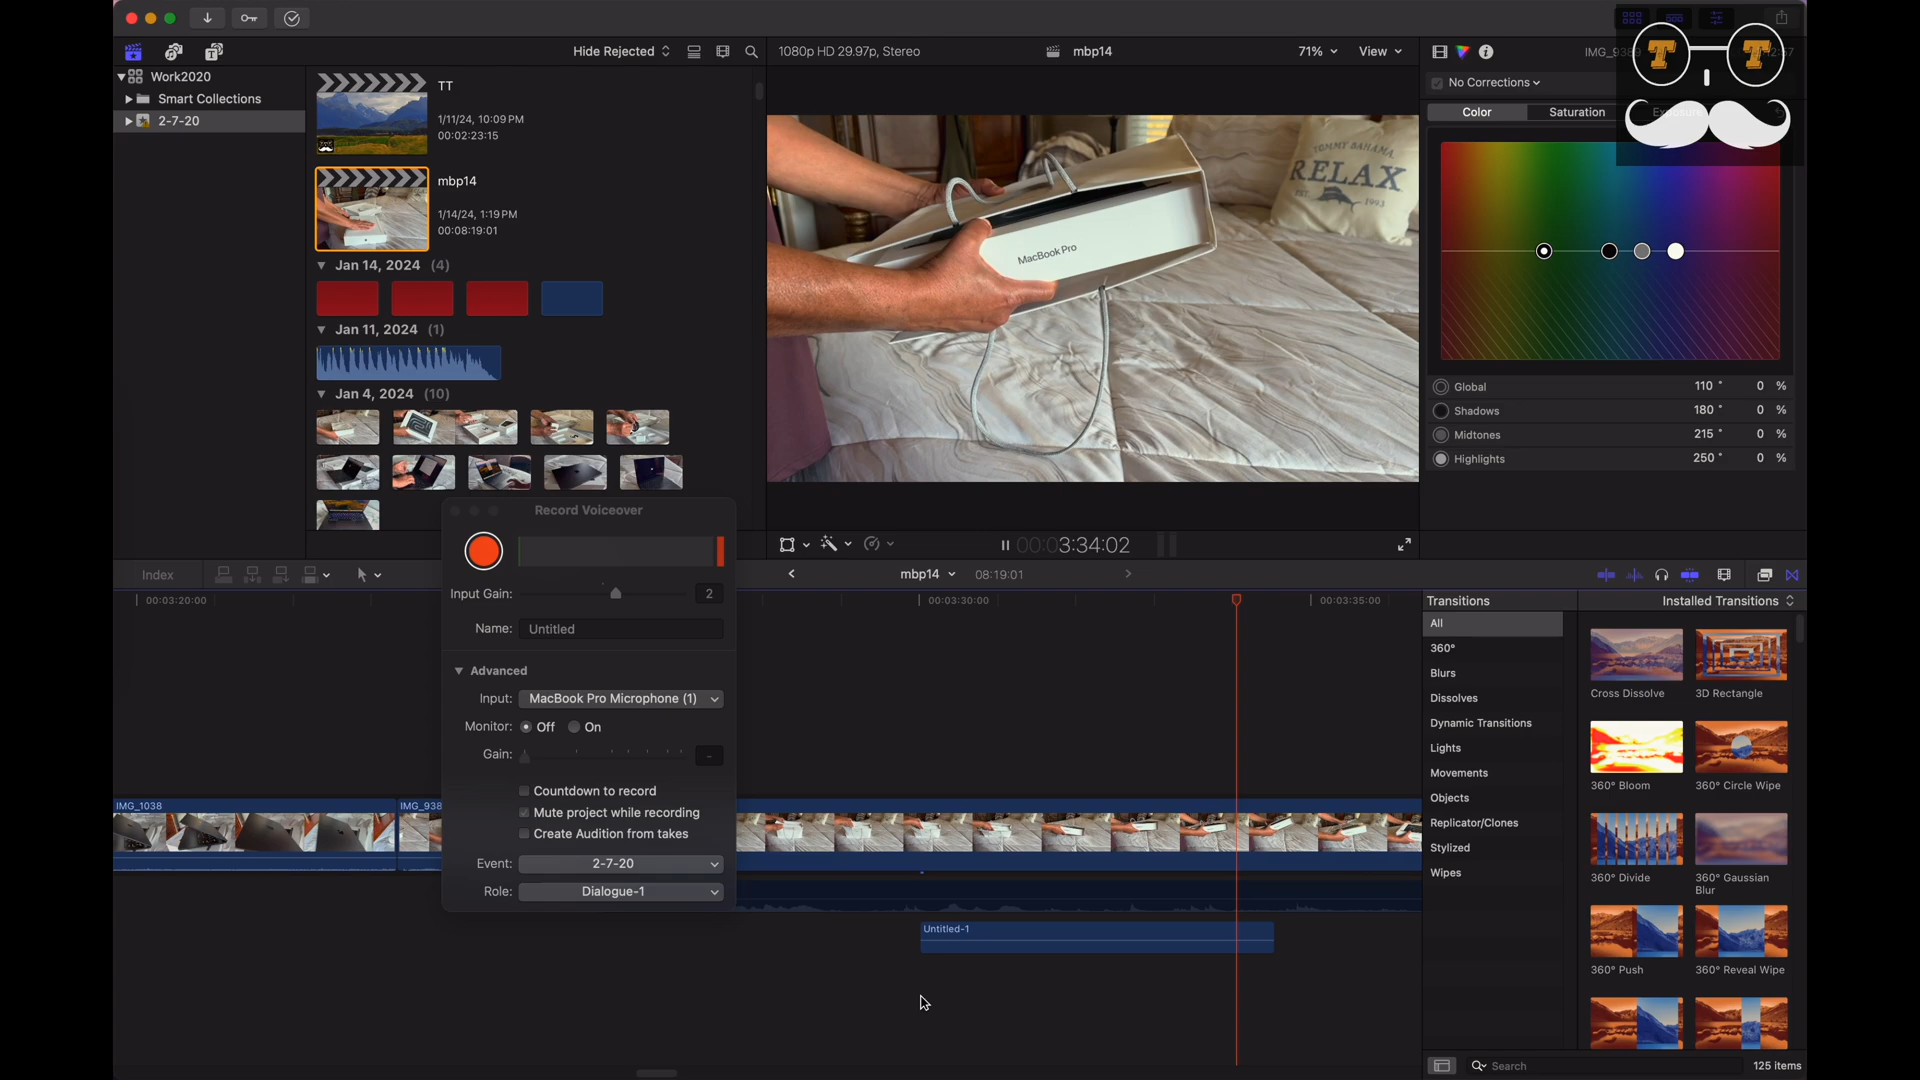 Hide Rejected
1080p HD 29.97p, Stereo
mbp14
71%
View
No Corrections
Work2020
Smart Collections
2-7-20
TT
1/11/24, 10:09 PM
00:02:23:15
mbp14
1/14/24, 1:19 PM
00:08:19:01
Jan 14, 2024 (4)
Jan 11, 2024 (1)
Jan 4, 2024 (10)
TOMMY BAHAMA
RELAX
1993
MacBook Pro
T T
Color
Saturation
Global 110 ° 0 %
Shadows 180 ° 0 %
Midtones 215 ° 0 %
Highlights 250 ° 0 %
Record Voiceover
Input Gain: 2
Name: Untitled
Advanced
Input: MacBook Pro Microphone (1)
Monitor: Off On
Gain: -
Countdown to record
Mute project while recording
Create Audition from takes
Event: 2-7-20
Role: Dialogue-1
00:03:34:02
Index
mbp14
08:19:01
00:03:20:00
00:03:30:00
00:03:35:00
IMG_1038
IMG_938
Untitled-1
Transitions
Installed Transitions
All
360°
Blurs
Dissolves
Dynamic Transitions
Lights
Movements
Objects
Replicator/Clones
Stylized
Wipes
Cross Dissolve
3D Rectangle
360° Bloom
360° Circle Wipe
360° Divide
360° Gaussian
Blur
360° Push
360° Reveal Wipe
Search
125 items